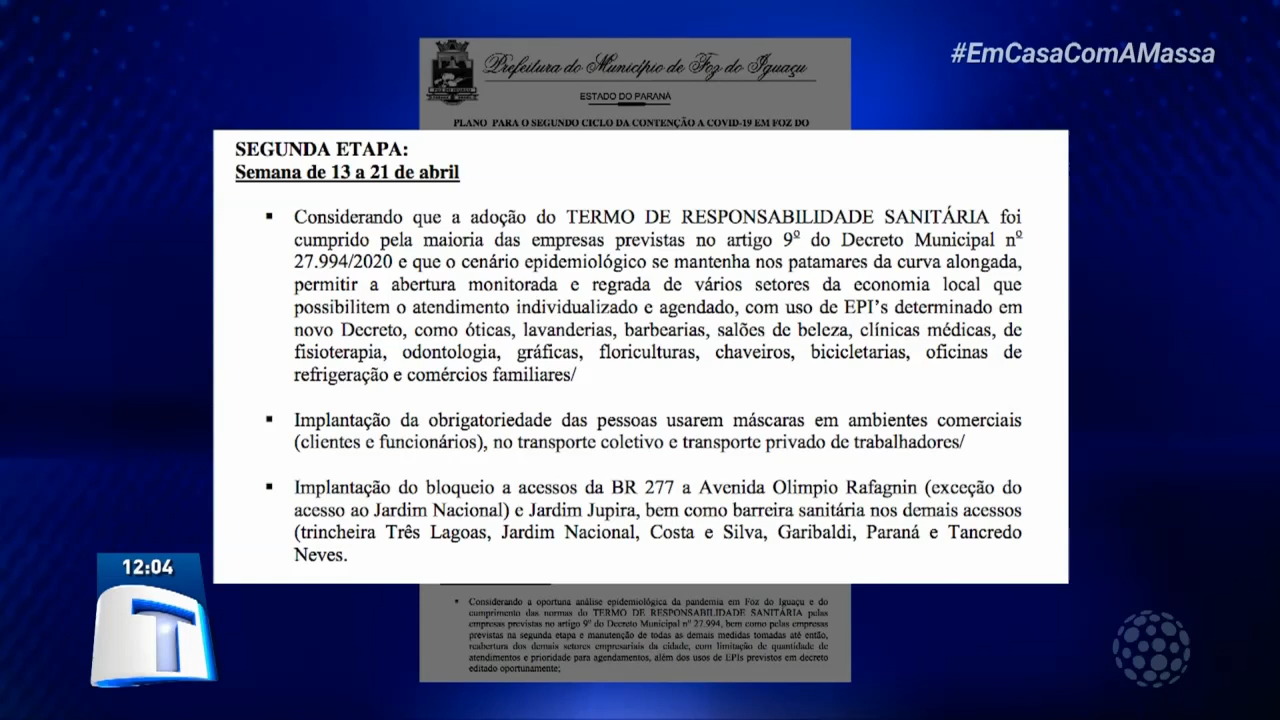 #EmCasaComAMassa
Prefeitura do Município de Foz do Iguaçu
ESTADO DO PARANÁ
PLANO PARA O SEGUNDO CICLO DA CONTENÇÃO A COVID-19 EM FOZ DO
SEGUNDA ETAPA:
Semana de 13 a 21 de abril
▪ Considerando que a adoção do TERMO DE RESPONSABILIDADE SANITÁRIA foi
cumprido pela maioria das empresas previstas no artigo 9º do Decreto Municipal nº
27.994/2020 e que o cenário epidemiológico se mantenha nos patamares da curva alongada,
permitir a abertura monitorada e regrada de vários setores da economia local que
possibilitem o atendimento individualizado e agendado, com uso de EPI’s determinado em
novo Decreto, como óticas, lavanderias, barbearias, salões de beleza, clínicas médicas, de
fisioterapia, odontologia, gráficas, floriculturas, chaveiros, bicicletarias, oficinas de
refrigeração e comércios familiares/
▪ Implantação da obrigatoriedade das pessoas usarem máscaras em ambientes comerciais
(clientes e funcionários), no transporte coletivo e transporte privado de trabalhadores/
▪ Implantação do bloqueio a acessos da BR 277 a Avenida Olimpio Rafagnin (exceção do
acesso ao Jardim Nacional) e Jardim Jupira, bem como barreira sanitária nos demais acessos
(trincheira Três Lagoas, Jardim Nacional, Costa e Silva, Garibaldi, Paraná e Tancredo
Neves.
▪ Considerando a oportuna análise epidemiológica da pandemia em Foz do Iguaçu e do
cumprimento das normas do TERMO DE RESPONSABILIDADE SANITÁRIA pelas
empresas previstas no artigo 9º do Decreto Municipal nº 27.994, bem como pelas empresas
previstas na segunda etapa e manutenção de todas as demais medidas tomadas até então,
reabertura dos demais setores empresariais da cidade, com limitação de quantidade de
atendimentos e prioridade para agendamentos, além dos usos de EPIs previstos em decreto
editado oportunamente;
12:04
T